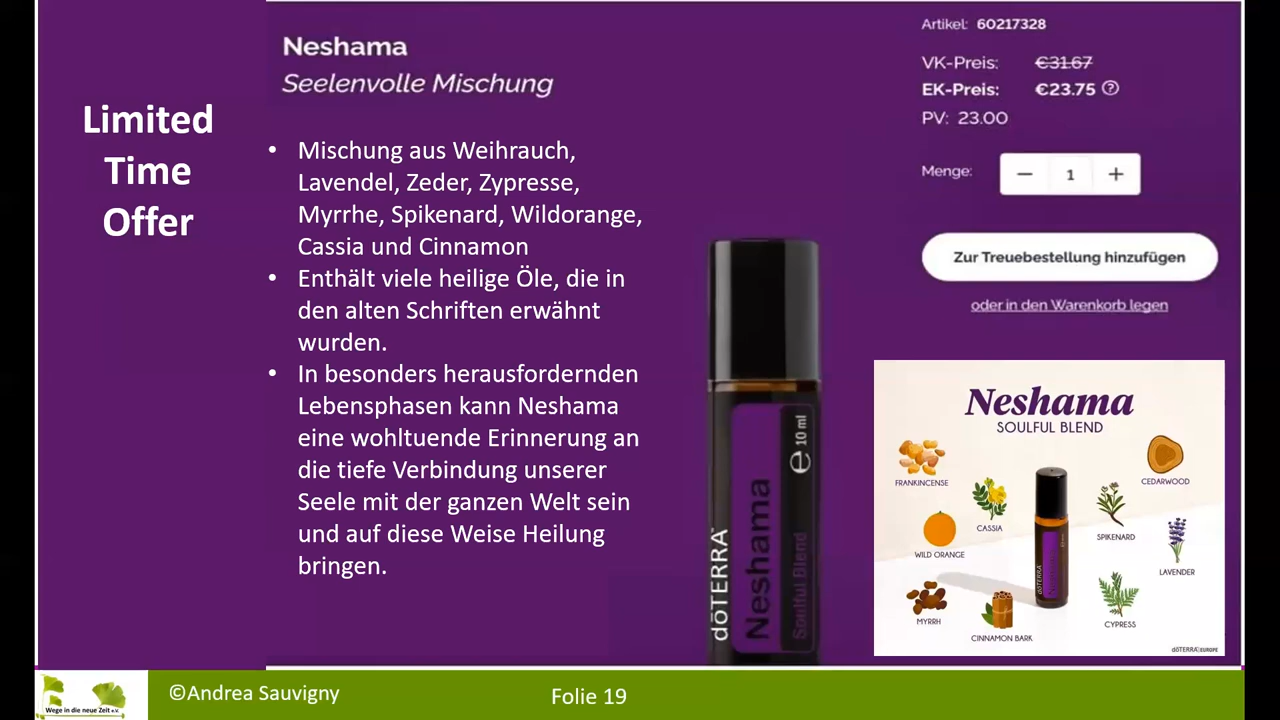 Limited
Time
Offer
Neshama
Seelenvolle Mischung
• Mischung aus Weihrauch,
Lavendel, Zeder, Zypresse,
Myrrhe, Spikenard, Wildorange,
Cassia und Cinnamon
• Enthält viele heilige Öle, die in
den alten Schriften erwähnt
wurden.
• In besonders herausfordernden
Lebensphasen kann Neshama
eine wohltuende Erinnerung an
die tiefe Verbindung unserer
Seele mit der ganzen Welt sein
und auf diese Weise Heilung
bringen.
Artikel: 60217328
VK-Preis: €31.67
EK-Preis: €23.75 ?
PV: 23.00
Menge: — 1 +
Zur Treuebestellung hinzufügen
oder in den Warenkorb legen
dōTERRA™
Neshama
Soulful Blend
e 10 ml
Neshama
SOULFUL BLEND
FRANKINCENSE
CEDARWOOD
CASSIA
SPIKENARD
WILD ORANGE
LAVENDER
MYRRH
CYPRESS
CINNAMON BARK
dōTERRA
dōTERRA EUROPE
Wege in die neue Zeit e.V.
©Andrea Sauvigny
Folie 19